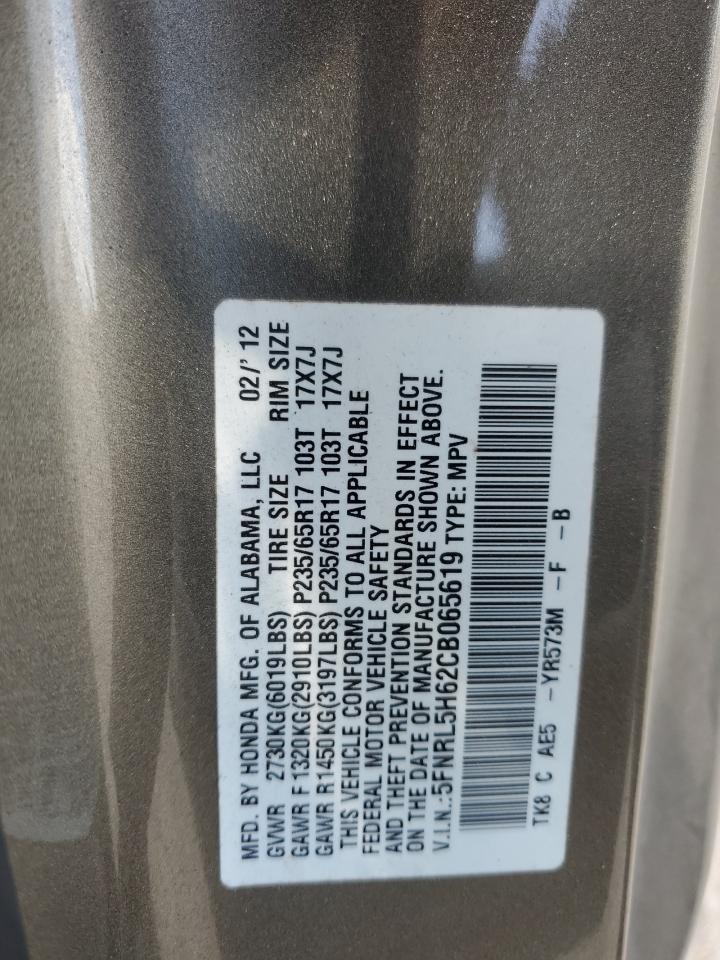 MFD. BY HONDA MFG. OF ALABAMA, LLC 02/' 12
GVWR 2730KG(6019LBS) TIRE SIZE RIM SIZE
GAWR F 1320KG(2910LBS) P235/65R17 103T 17X7J
GAWR R1450KG(3197LBS) P235/65R17 103T 17X7J
THIS VEHICLE CONFORMS TO ALL APPLICABLE
FEDERAL MOTOR VEHICLE SAFETY
AND THEFT PREVENTION STANDARDS IN EFFECT
ON THE DATE OF MANUFACTURE SHOWN ABOVE.
V.I.N.:5FNRL5H62CB065619 TYPE: MPV
TK8 C AE5 -YR573M -F -B